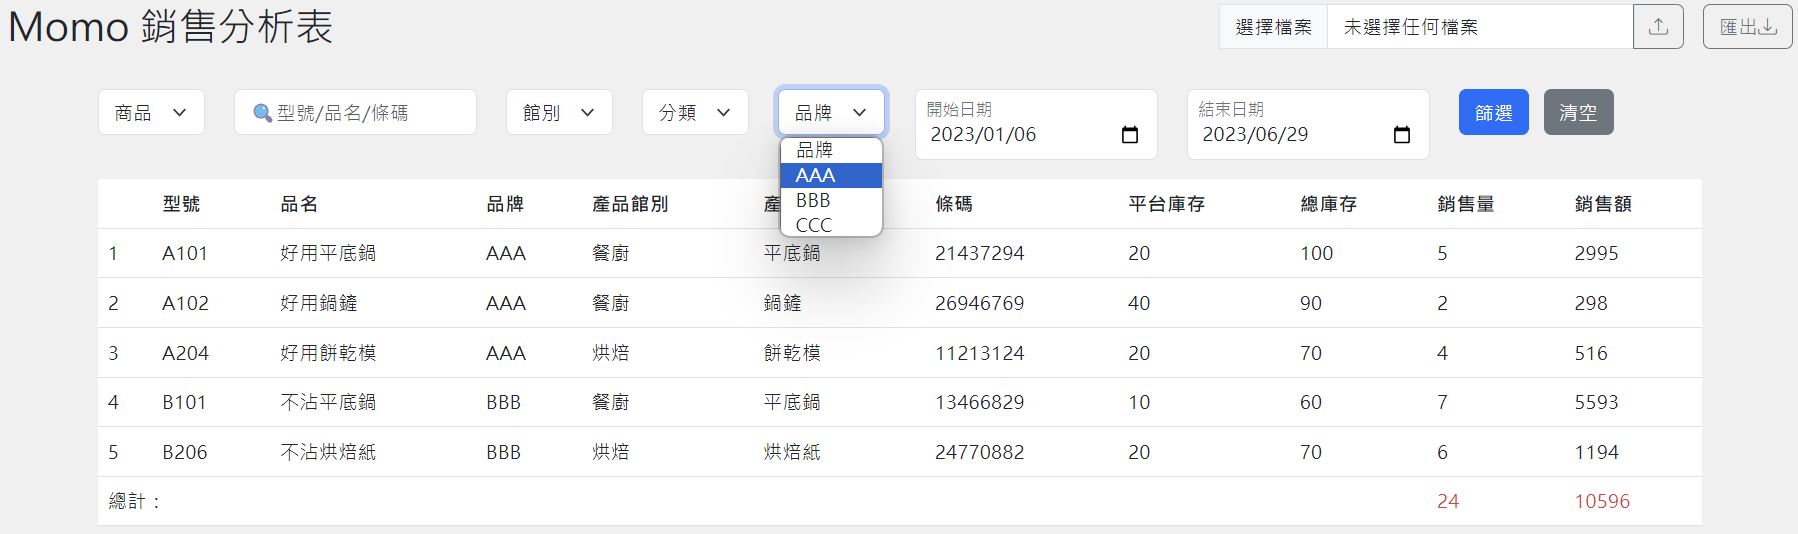 Momo 銷售分析表 選擇檔案 未選擇任何檔案 匯出
商品 型號/品名/條碼 館別 分類 品牌 開始日期 2023/01/06 結束日期 2023/06/29 篩選 清空
品牌
AAA
BBB
CCC
型號 品名 品牌 產品館別 產 條碼 平台庫存 總庫存 銷售量 銷售額
1 A101 好用平底鍋 AAA 餐廚 平底鍋 21437294 20 100 5 2995
2 A102 好用鍋鏟 AAA 餐廚 鍋鏟 26946769 40 90 2 298
3 A204 好用餅乾模 AAA 烘焙 餅乾模 11213124 20 70 4 516
4 B101 不沾平底鍋 BBB 餐廚 平底鍋 13466829 10 60 7 5593
5 B206 不沾烘焙紙 BBB 烘焙 烘焙紙 24770882 20 70 6 1194
總計： 24 10596